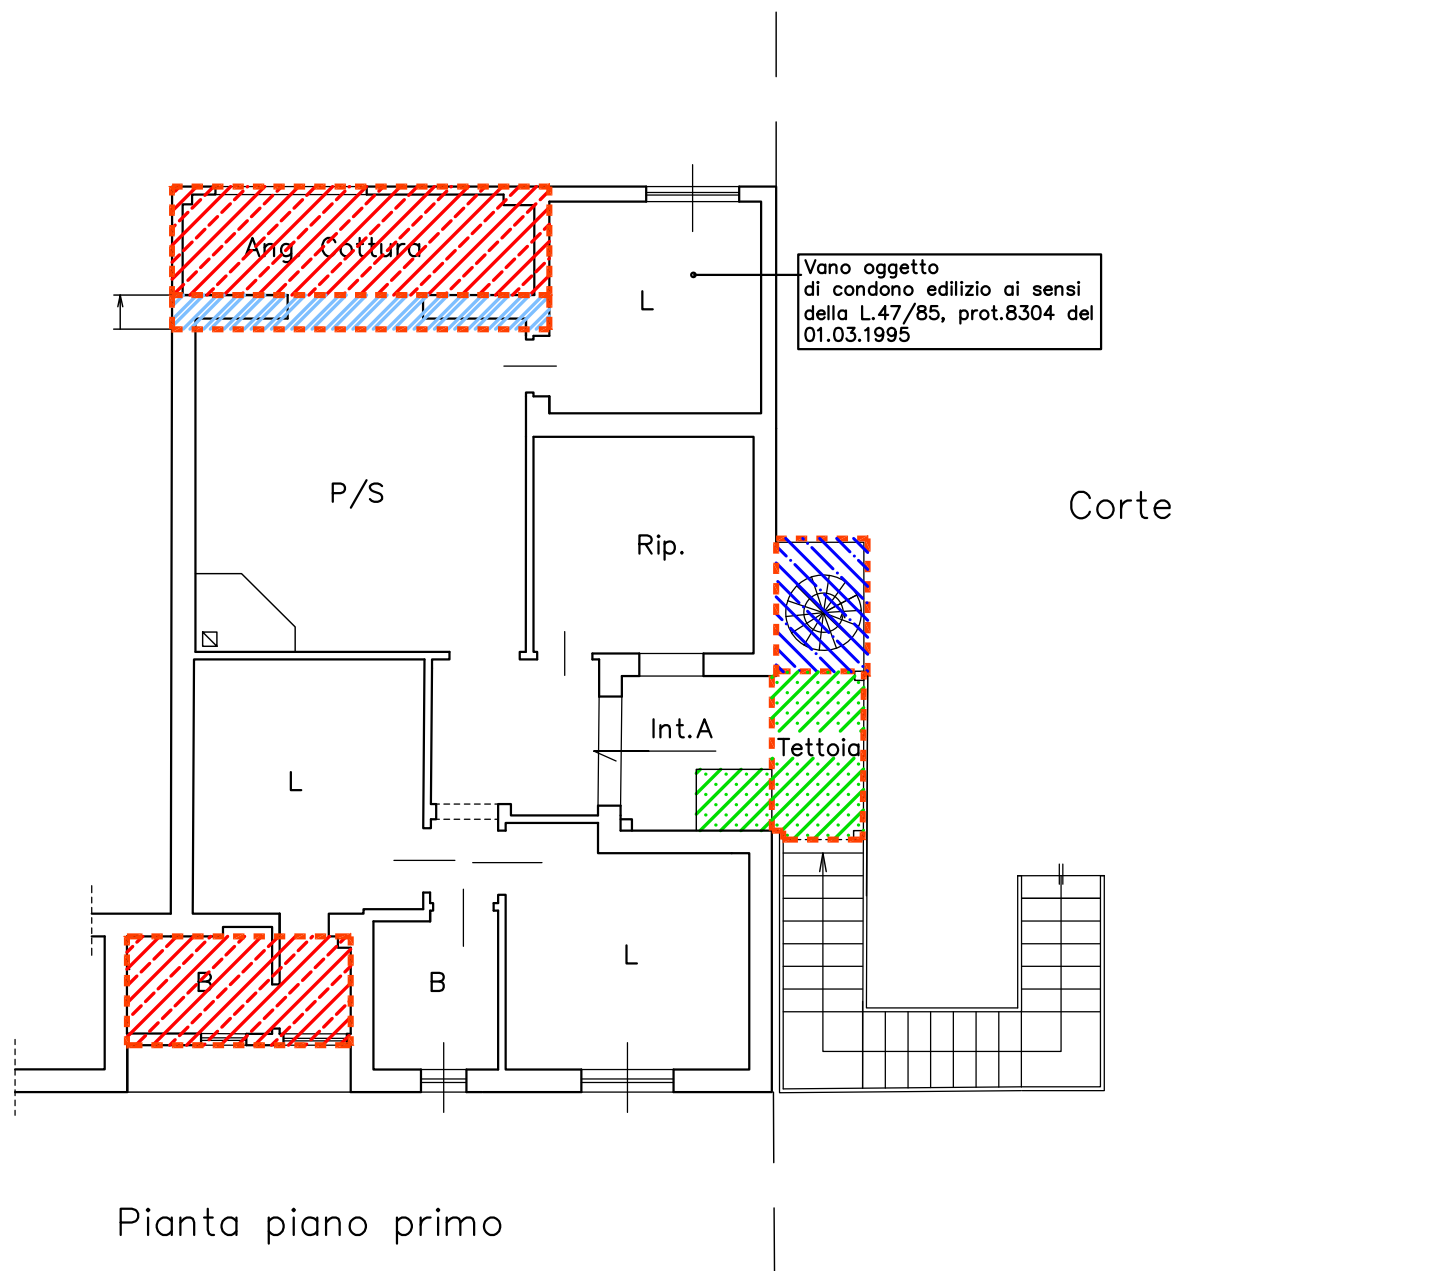 Ang Cottura
Vano oggetto
di condono edilizio ai sensi
della L.47/85, prot.8304 del
01.03.1995
L
P/S
Corte
Rip.
Int.A
Tettoia
L
L
B
B
Pianta piano primo